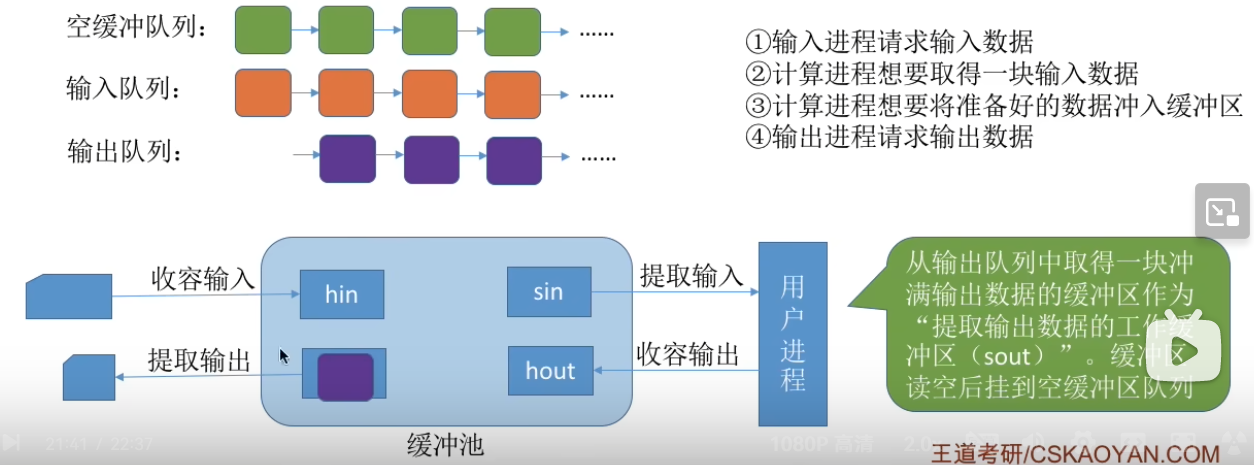 空缓冲队列：
……
输入队列：
……
输出队列：
……
①输入进程请求输入数据
②计算进程想要取得一块输入数据
③计算进程想要将准备好的数据冲入缓冲区
④输出进程请求输出数据
收容输入
hin
sin
提取输入
提取输出
hout
收容输出
用户进程
从输出队列中取得一块冲
满输出数据的缓冲区作为
“提取输出数据的工作缓
冲区（sout）”。缓冲区
读空后挂到空缓冲区队列
缓冲池
21:41 / 22:37
1080P 高清
2.0
王道考研/CSKAOYAN.COM